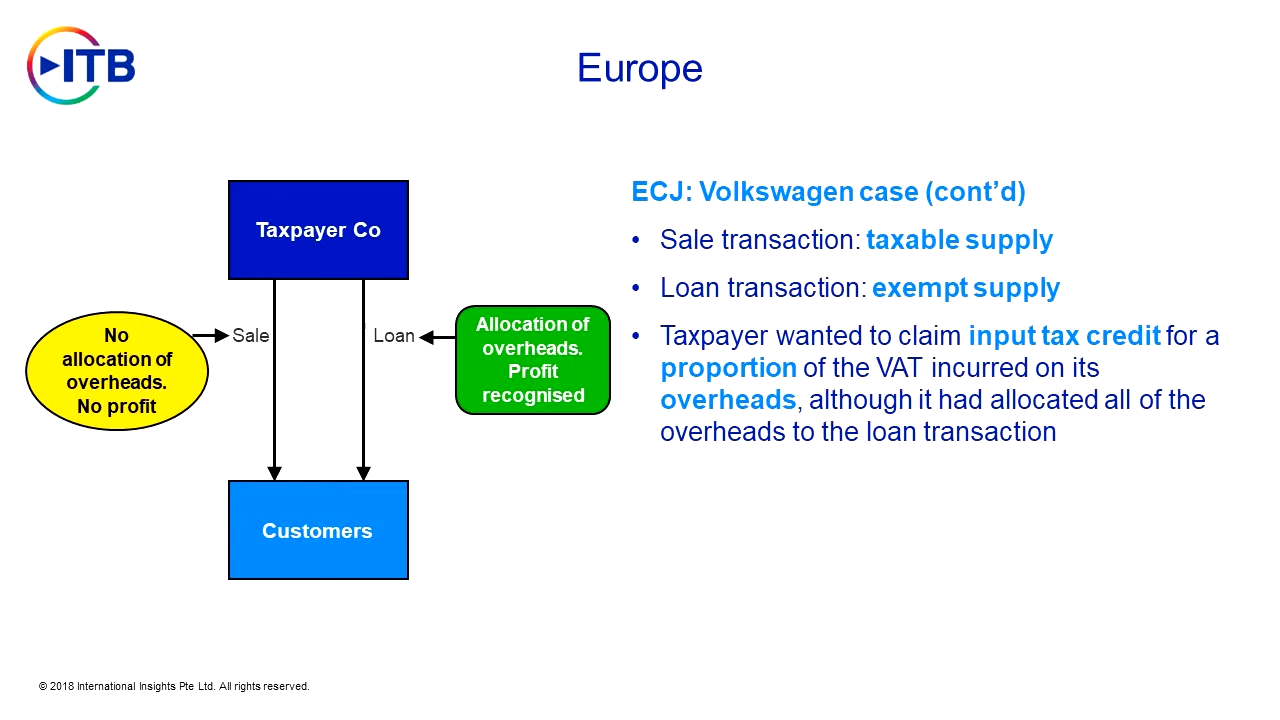 ITB
Europe
Taxpayer Co
No
allocation of
overheads.
No profit
Sale
Loan
Allocation of
overheads.
Profit
recognised
Customers
ECJ: Volkswagen case (cont’d)
• Sale transaction: taxable supply
• Loan transaction: exempt supply
• Taxpayer wanted to claim input tax credit for a
proportion of the VAT incurred on its
overheads, although it had allocated all of the
overheads to the loan transaction
© 2018 International Insights Pte Ltd. All rights reserved.